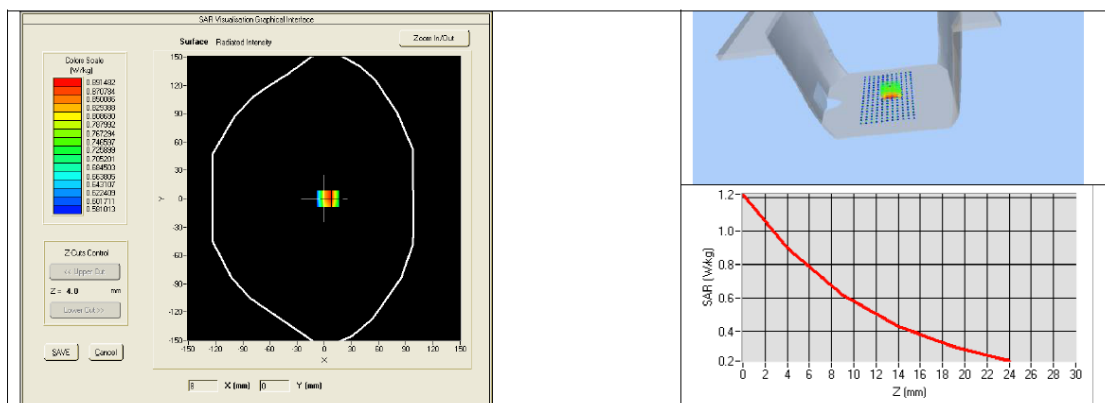 SAR Visualisation Graphical Interface
Surface Radiated Intensity
Zoom In/Out
Colors Scale
(W/kg)
0.891482
0.870784
0.850086
0.829388
0.808690
0.787992
0.767294
0.746597
0.725899
0.705201
0.684503
0.663805
0.643107
0.622409
0.601711
0.581013
150
120
90
60
30
0
-30
-60
-90
-120
-150
Y
-150 -120 -90 -60 -30 0 30 60 90 120 150
X
Z-Cuts Control
<< Upper Cut
Z = 4.0 mm
Lower Cut >>
SAVE Cancel
8 X (mm) 0 Y (mm)
1.2
1.0
0.8
0.6
0.4
0.2
SAR (W/kg)
0 2 4 6 8 10 12 14 16 18 20 22 24 26 28 30
Z (mm)